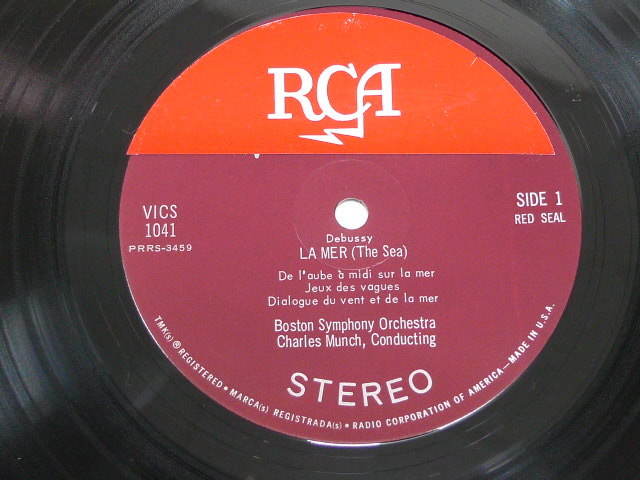 RCA
VICS
1041
PRRS-3459
SIDE 1
RED SEAL
Debussy
LA MER (The Sea)
De l'aube à midi sur la mer
Jeux des vagues
Dialogue du vent et de la mer
Boston Symphony Orchestra
Charles Munch, Conducting
STEREO
TMK(s) ® REGISTERED • MARCA(s) REGISTRADA(s) • RADIO CORPORATION OF AMERICA—MADE IN U.S.A.